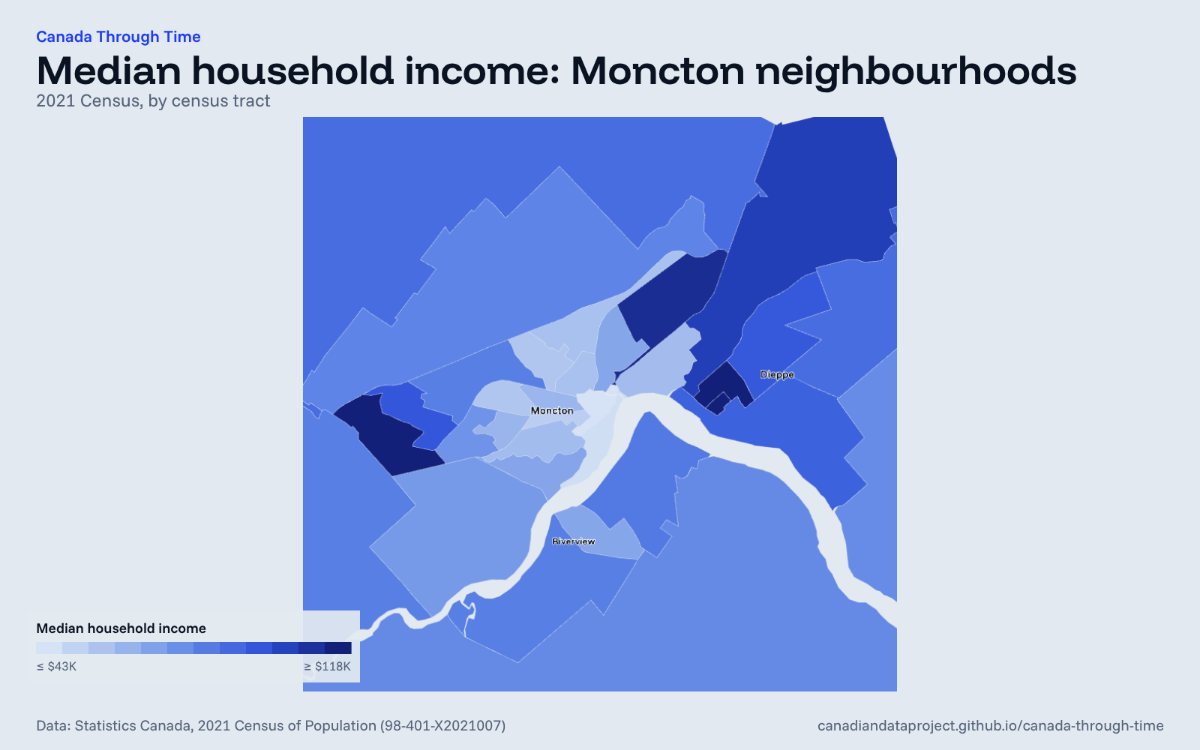 Canada Through Time
Median household income: Moncton neighbourhoods
2021 Census, by census tract
Dieppe
Moncton
Riverview
Median household income
≤ $43K
≥ $118K
Data: Statistics Canada, 2021 Census of Population (98-401-X2021007)
canadiandataproject.github.io/canada-through-time